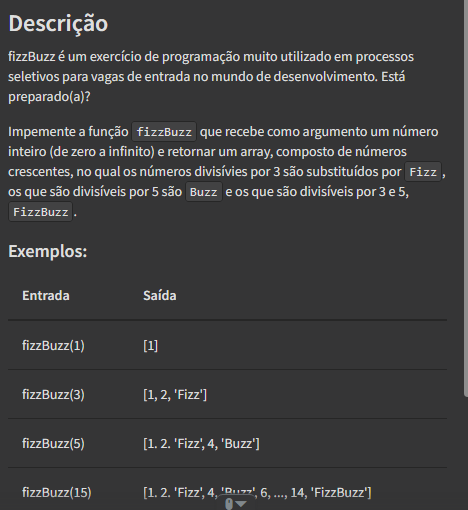 Descrição
fizzBuzz é um exercício de programação muito utilizado em processos
seletivos para vagas de entrada no mundo de desenvolvimento. Está
preparado(a)?
Impemente a função fizzBuzz que recebe como argumento um número
inteiro (de zero a infinito) e retornar um array, composto de números
crescentes, no qual os números divisívies por 3 são substituídos por Fizz ,
os que são divisíveis por 5 são Buzz e os que são divisíveis por 3 e 5,
FizzBuzz .
Exemplos:
Entrada Saída
fizzBuzz(1) [1]
fizzBuzz(3) [1, 2, 'Fizz']
fizzBuzz(5) [1. 2. 'Fizz', 4, 'Buzz']
fizzBuzz(15) [1. 2. 'Fizz', 4, 'Buzz', 6, ..., 14, 'FizzBuzz']